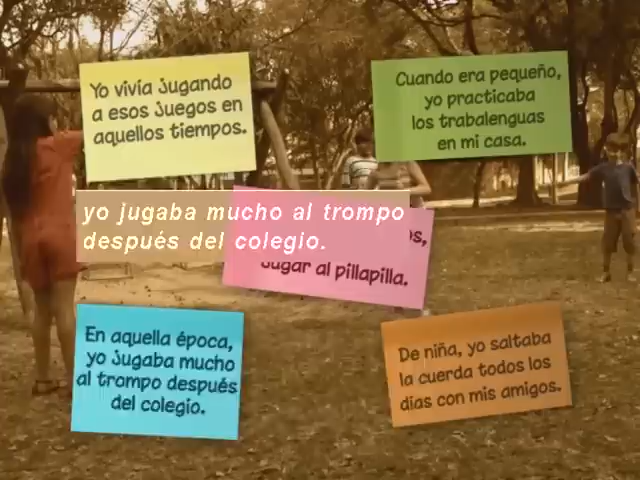 Yo vivía jugando
a esos juegos en
aquellos tiempos.
Cuando era pequeño,
yo practicaba
los trabalenguas
en mi casa.
yo jugaba mucho al trompo
después del colegio.
jugar al pillapilla.
En aquella época,
yo jugaba mucho
al trompo después
del colegio.
De niña, yo saltaba
la cuerda todos los
días con mis amigos.